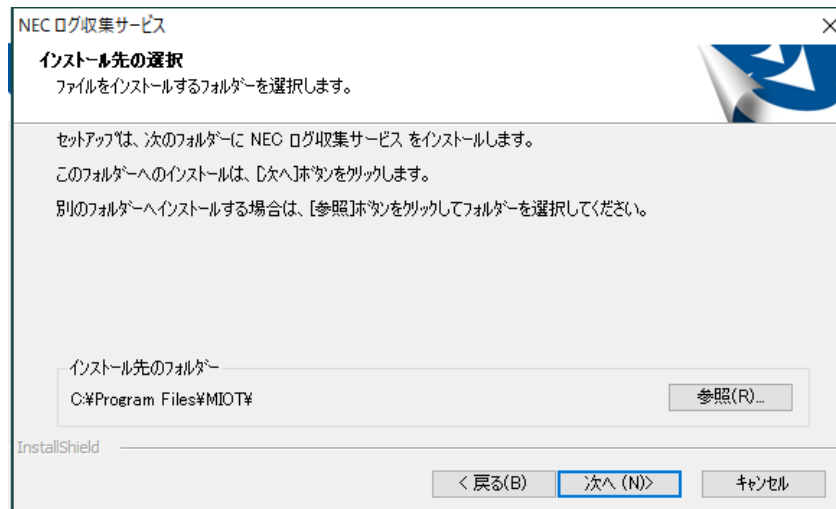 NEC ログ収集サービス
インストール先の選択
ファイルをインストールするフォルダーを選択します。
セットアップは、次のフォルダーに NEC ログ収集サービス をインストールします。
このフォルダーへのインストールは、[次へ]ボタンをクリックします。
別のフォルダーへインストールする場合は、[参照]ボタンをクリックしてフォルダーを選択してください。
インストール先のフォルダー
C:¥Program Files¥MIOT¥
参照(R)...
InstallShield
< 戻る(B)
次へ (N)>
キャンセル